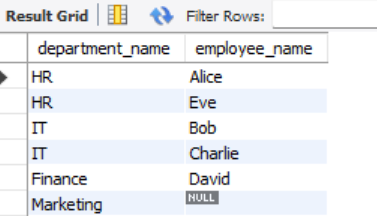 Result Grid Filter Rows:
department_name employee_name
HR Alice
HR Eve
IT Bob
IT Charlie
Finance David
Marketing NULL